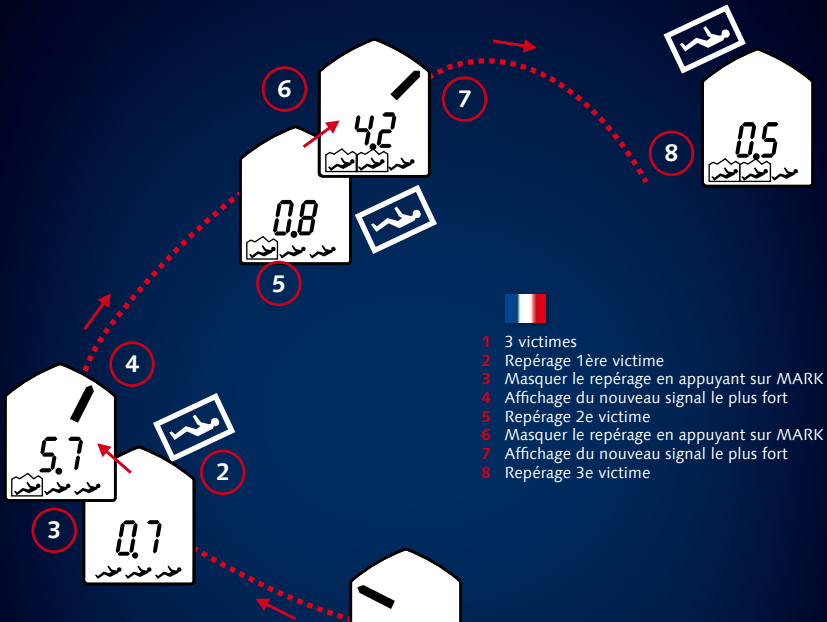 6
4.2
7
8
0.5
0.8
5
4
5.7
2
3
0.7
1 3 victimes
2 Repérage 1ère victime
3 Masquer le repérage en appuyant sur MARK
4 Affichage du nouveau signal le plus fort
5 Repérage 2e victime
6 Masquer le repérage en appuyant sur MARK
7 Affichage du nouveau signal le plus fort
8 Repérage 3e victime